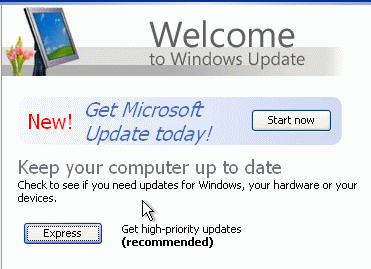 Welcome
to Windows Update
New!
Get Microsoft
Update today!
Start now
Keep your computer up to date
Check to see if you need updates for Windows, your hardware or your
devices.
Express
Get high-priority updates
(recommended)